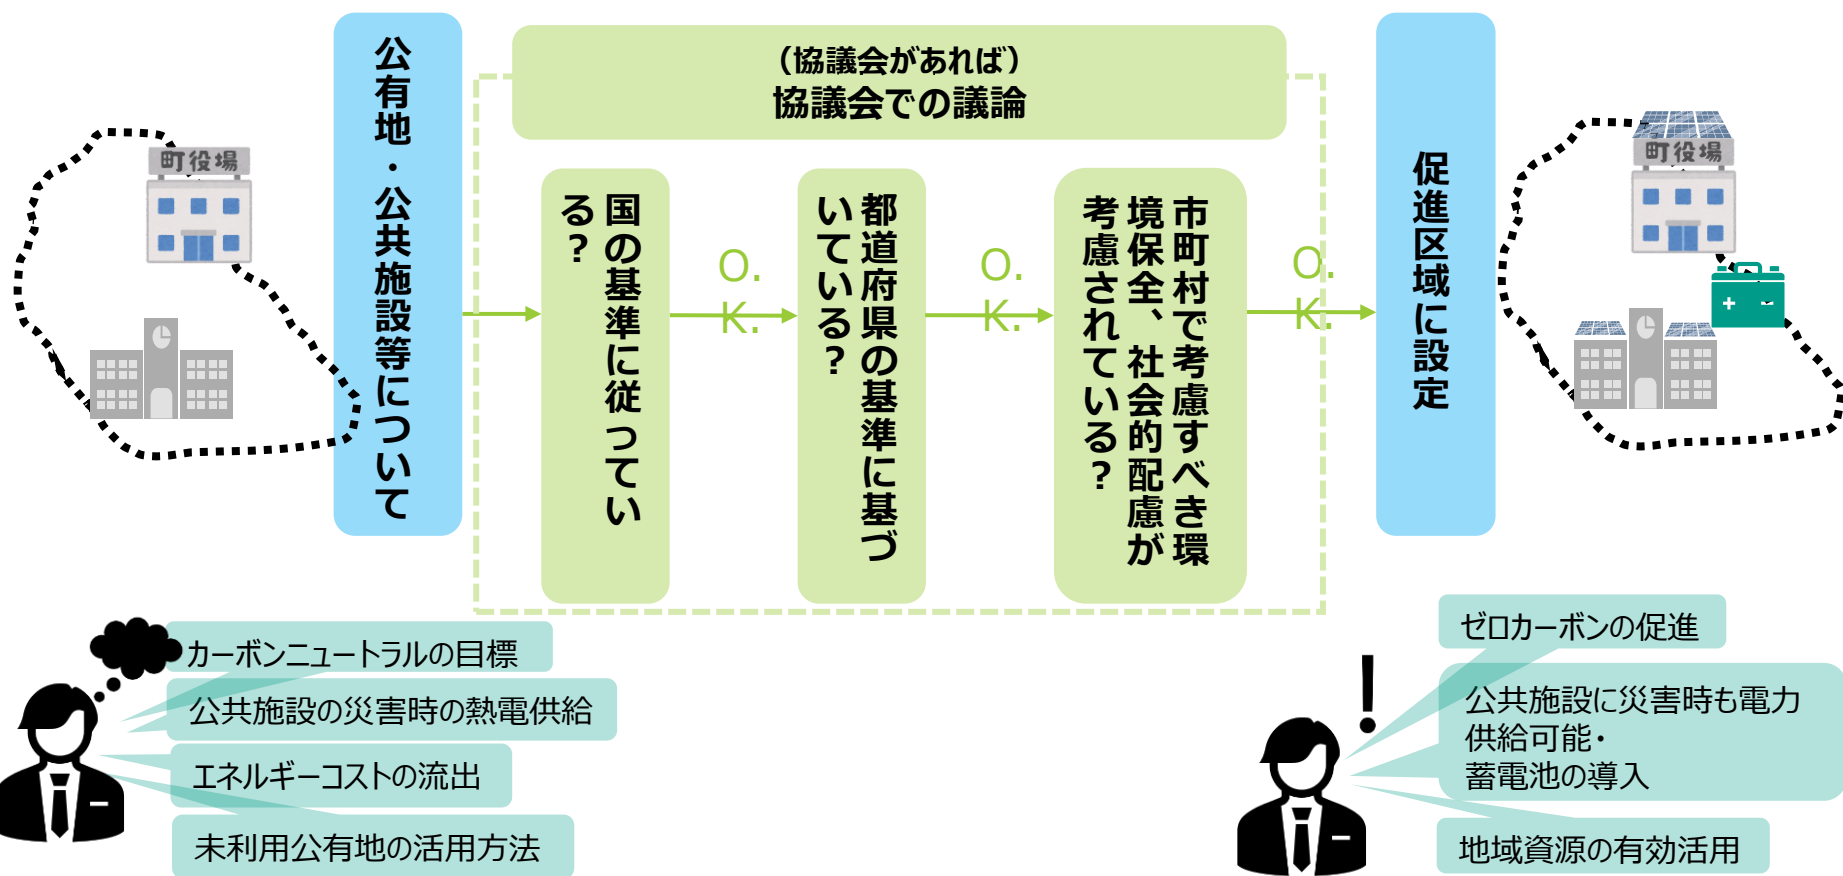 町役場
公有地・公共施設等について
（協議会があれば）
協議会での議論
国の基準に従ってい
る？
O.
K.
都道府県の基準に基づ
いている？
O.
K.
市町村で考慮すべき環
境保全、社会的配慮が
考慮されている？
O.
K.
促進区域に設定
町役場
カーボンニュートラルの目標
公共施設の災害時の熱電供給
エネルギーコストの流出
未利用公有地の活用方法
！
ゼロカーボンの促進
公共施設に災害時も電力
供給可能・
蓄電池の導入
地域資源の有効活用